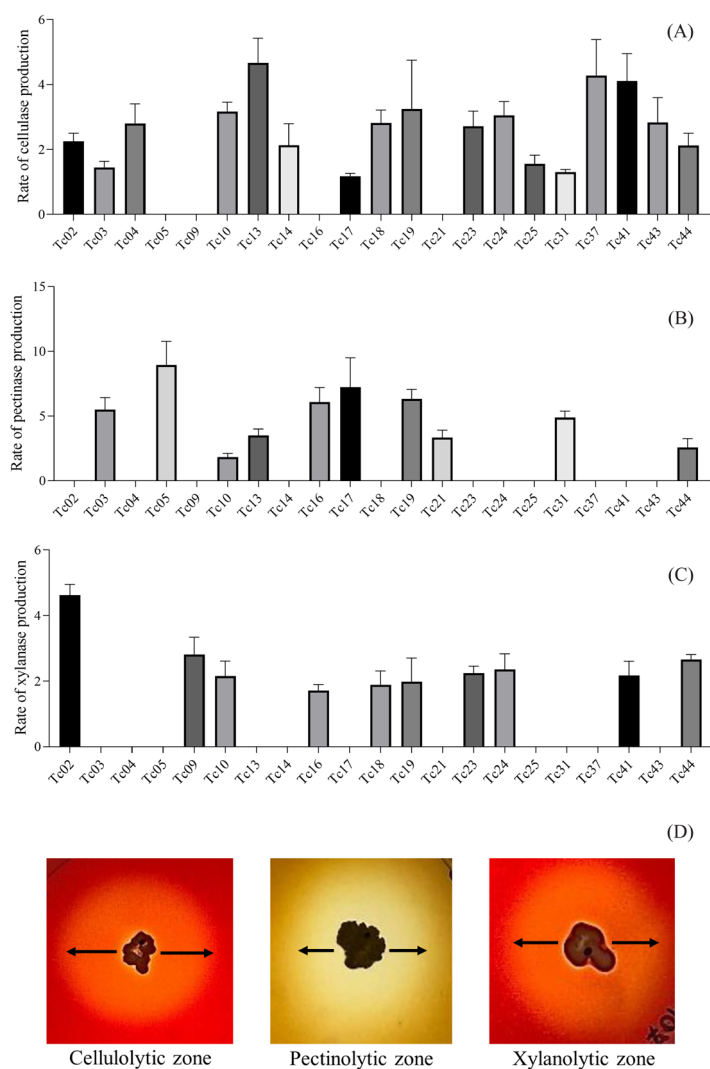 (A)
Rate of cellulase production
6
4
2
0
Tc02 Tc03 Tc04 Tc05 Tc09 Tc10 Tc13 Tc14 Tc16 Tc17 Tc18 Tc19 Tc21 Tc23 Tc24 Tc25 Tc31 Tc37 Tc41 Tc43 Tc44
(B)
Rate of pectinase production
15
10
5
0
Tc02 Tc03 Tc04 Tc05 Tc09 Tc10 Tc13 Tc14 Tc16 Tc17 Tc18 Tc19 Tc21 Tc23 Tc24 Tc25 Tc31 Tc37 Tc41 Tc43 Tc44
(C)
Rate of xylanase production
6
4
2
0
Tc02 Tc03 Tc04 Tc05 Tc09 Tc10 Tc13 Tc14 Tc16 Tc17 Tc18 Tc19 Tc21 Tc23 Tc24 Tc25 Tc31 Tc37 Tc41 Tc43 Tc44
(D)
Cellulolytic zone
Pectinolytic zone
Xylanolytic zone